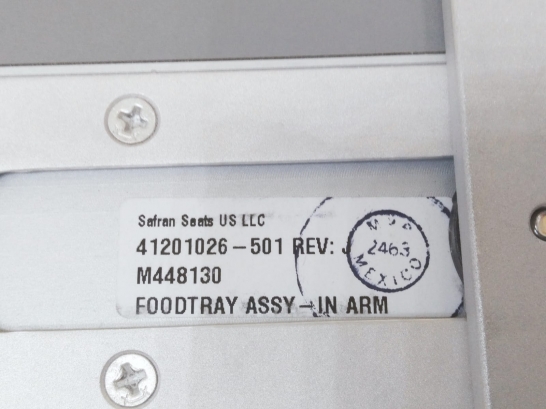 Safran Seats US LLC
41201026-501 REV: J
M448130
FOODTRAY ASSY-IN ARM
2463
MEXICO